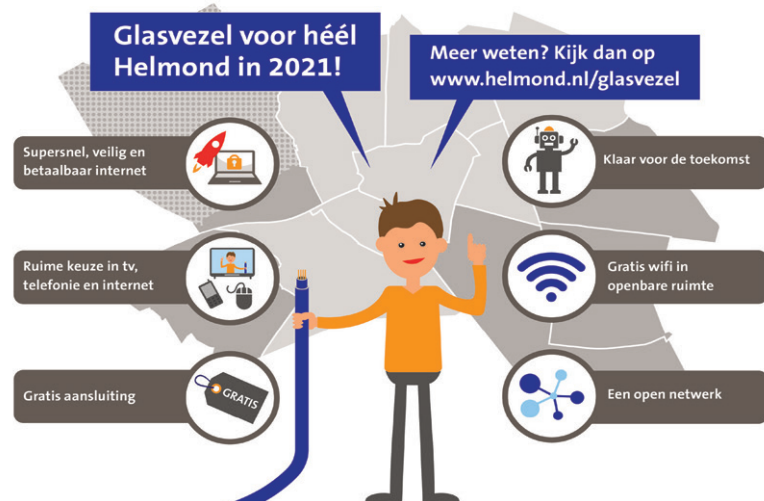 Glasvezel voor héél
Helmond in 2021!
Meer weten? Kijk dan op
www.helmond.nl/glasvezel
Supersnel, veilig en
betaalbaar internet
Klaar voor de toekomst
Ruime keuze in tv,
telefonie en internet
Gratis wifi in
openbare ruimte
Gratis aansluiting
GRATIS
Een open netwerk